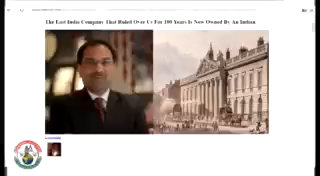 The East India Company That Ruled Over Us For 100 Years Is Now Owned By An Indian